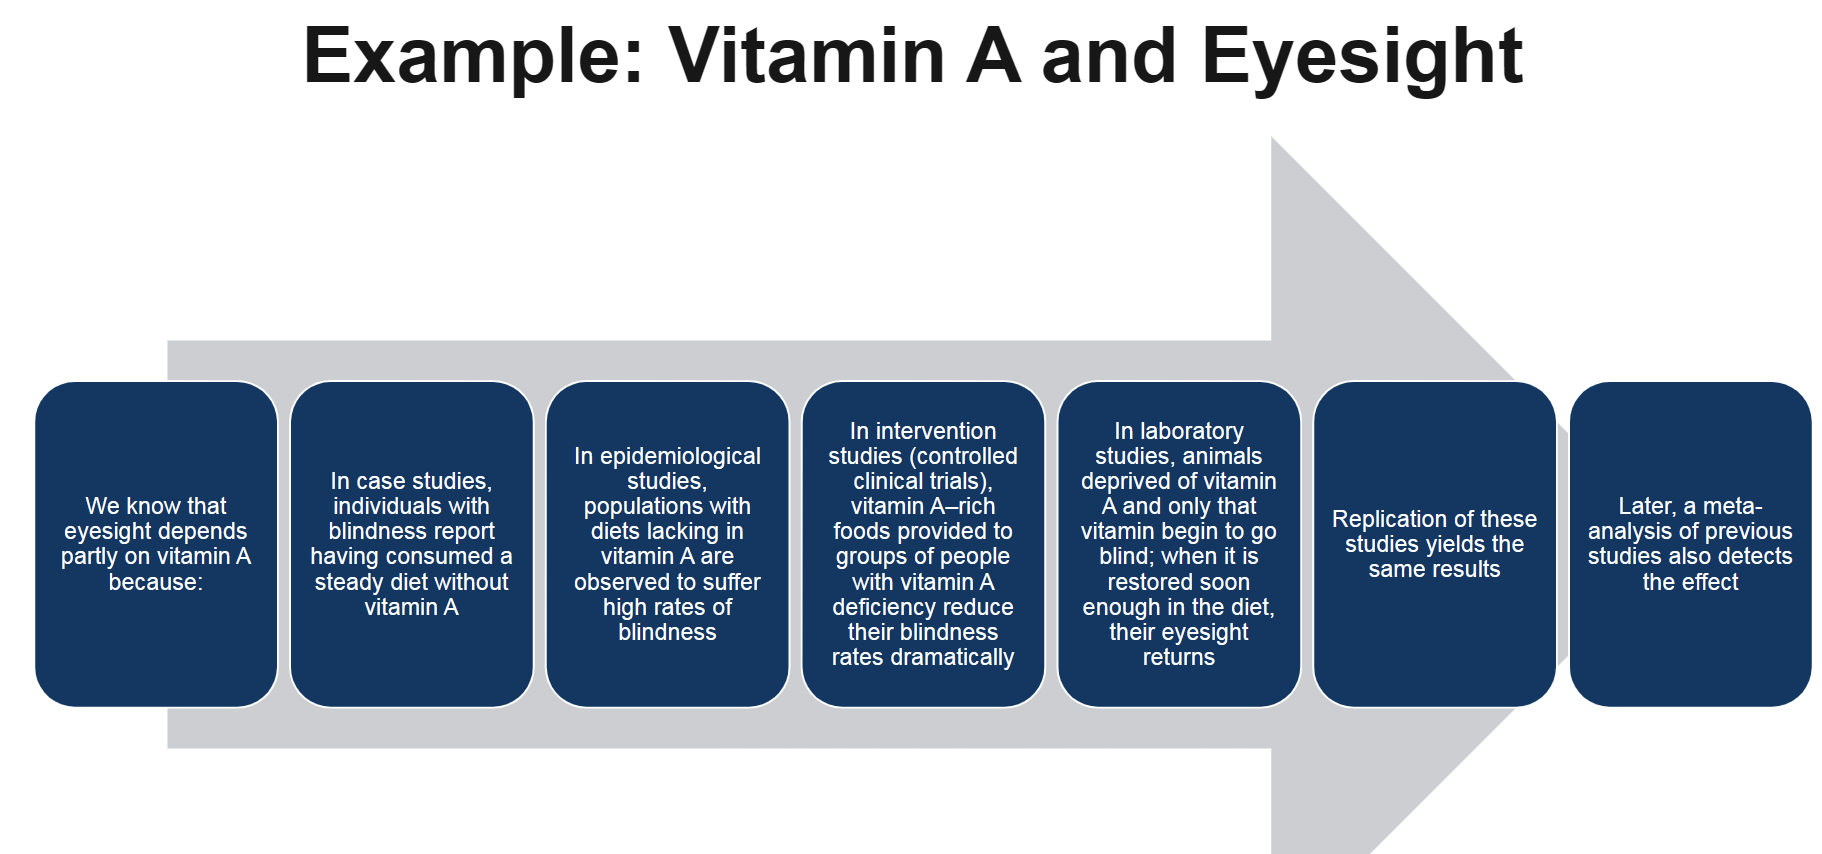 Example: Vitamin A and Eyesight
We know that
eyesight depends
partly on vitamin A
because:
In case studies,
individuals with
blindness report
having consumed a
steady diet without
vitamin A
In epidemiological
studies,
populations with
diets lacking in
vitamin A are
observed to suffer
high rates of
blindness
In intervention
studies (controlled
clinical trials),
vitamin A–rich
foods provided to
groups of people
with vitamin A
deficiency reduce
their blindness
rates dramatically
In laboratory
studies, animals
deprived of vitamin
A and only that
vitamin begin to go
blind; when it is
restored soon
enough in the diet,
their eyesight
returns
Replication of these
studies yields the
same results
Later, a meta-
analysis of previous
studies also detects
the effect